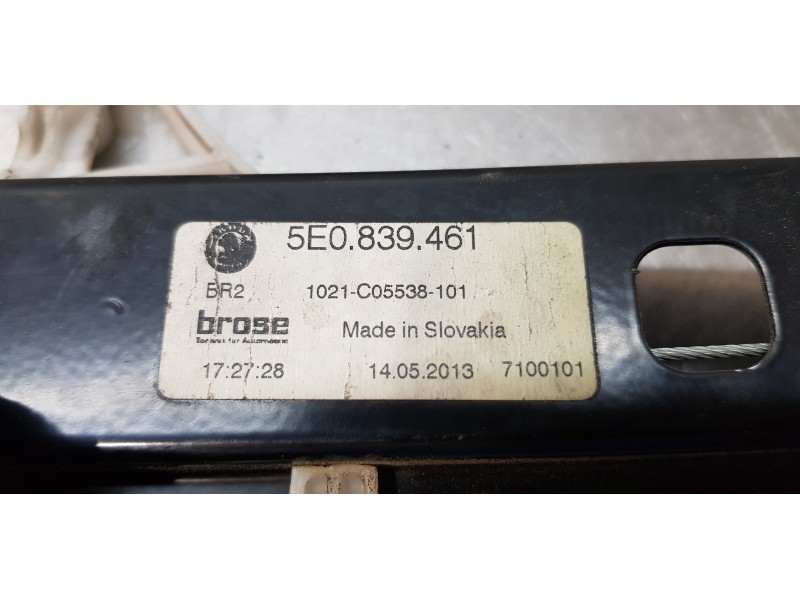 5E0.839.461
BR2 1021-C05538-101
brose Made in Slovakia
17:27:28 14.05.2013 7100101